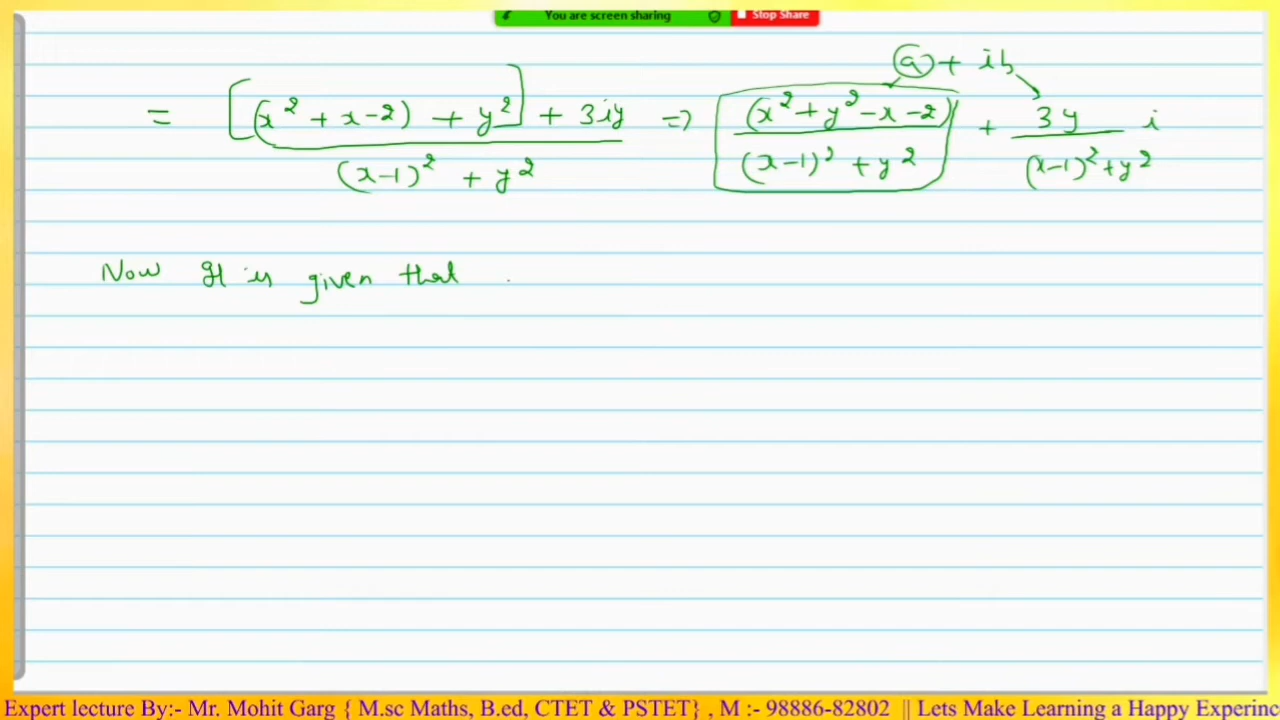 You are screen sharing Stop Share
a + ib
= [(x² + x-2) + y²] + 3iy / (x-1)² + y² ⇒ (x² + y² - x - 2) / (x-1)² + y² + 3y / (x-1)² + y² i
Now It is given that
Expert lecture By:- Mr. Mohit Garg { M.sc Maths, B.ed, CTET & PSTET} , M :- 98886-82802 || Lets Make Learning a Happy Experinc